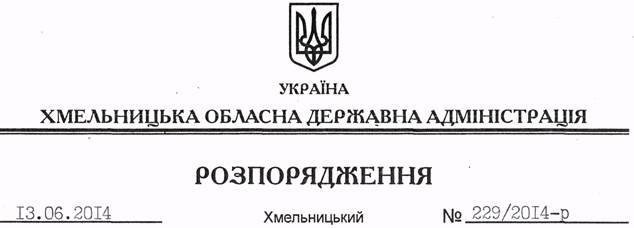 УКРАЇНА
ХМЕЛЬНИЦЬКА ОБЛАСНА ДЕРЖАВНА АДМІНІСТРАЦІЯ
РОЗПОРЯДЖЕННЯ
13.06.2014 Хмельницький № 229/2014-р